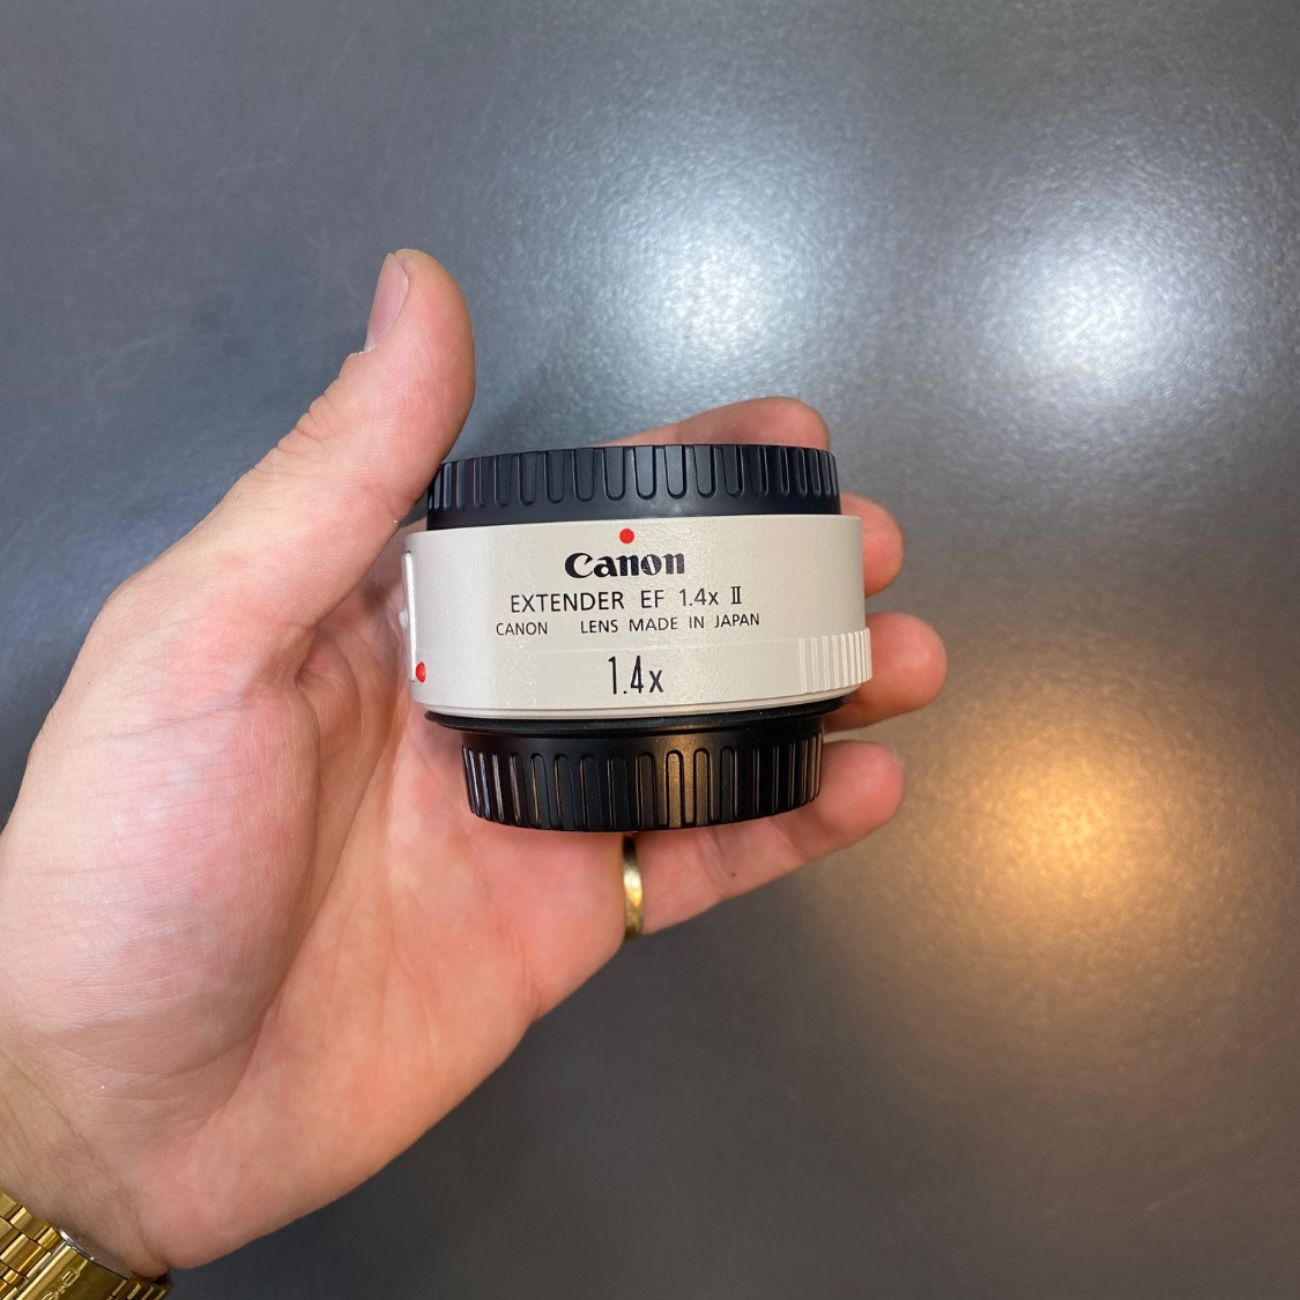 Canon
EXTENDER EF 1.4x II
CANON LENS MADE IN JAPAN
1.4x